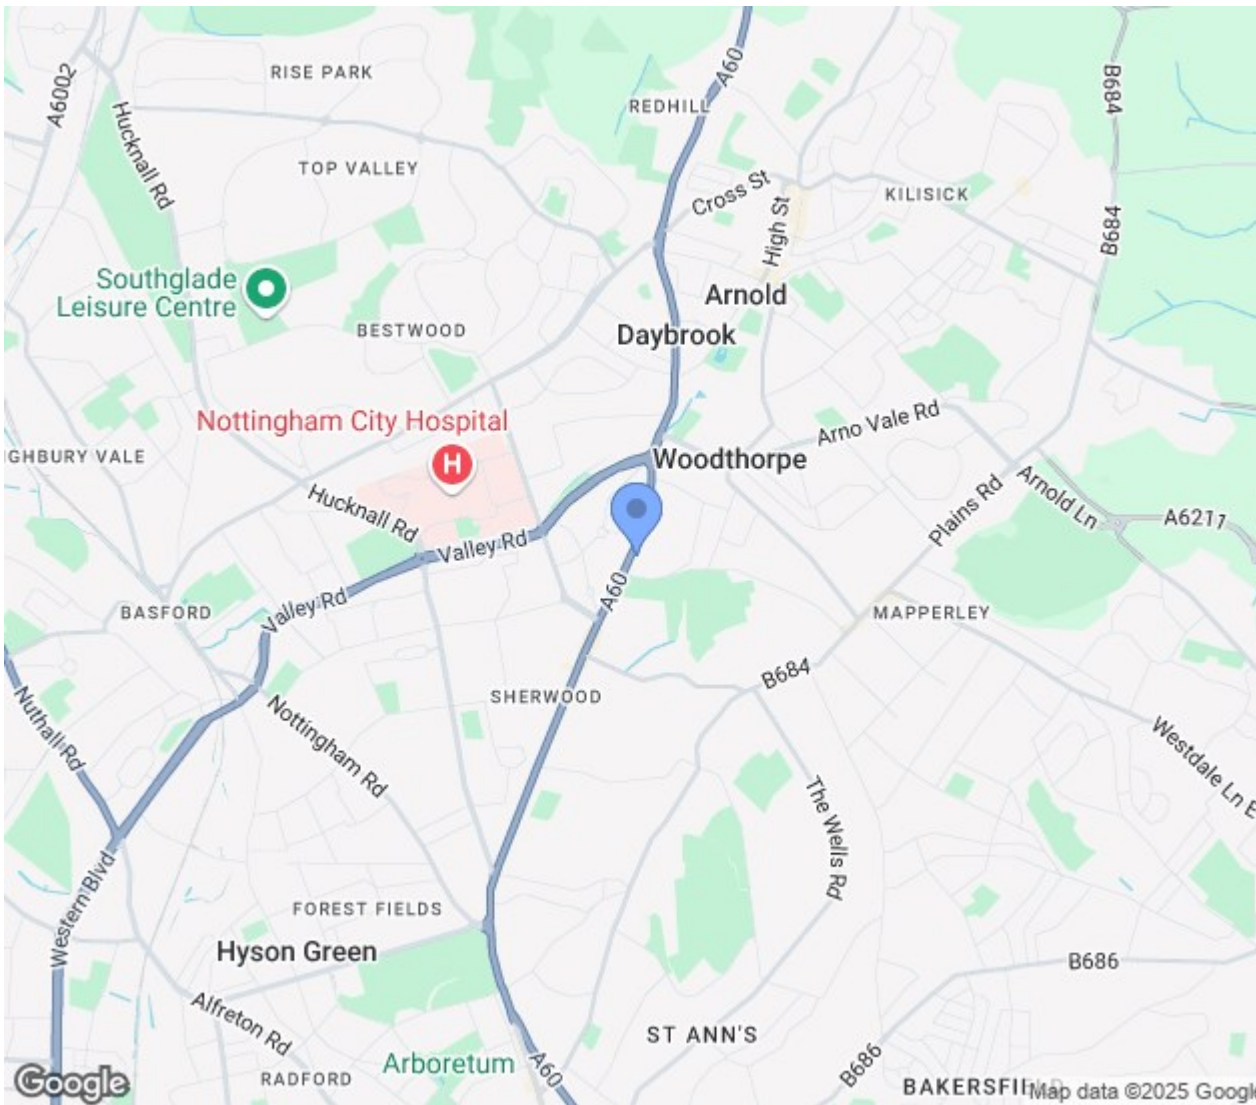 A60
A6002
RISE PARK
REDHILL
B684
Hucknall Rd
TOP VALLEY
Cross St
KILISICK
High St
B684
Southglade
Leisure Centre
Arnold
BESTWOOD
Daybrook
Nottingham City Hospital
H
Arno Vale Rd
GHBURY VALE
Woodthorpe
Hucknall Rd
Plains Rd
Arnold Ln
A6211
Valley Rd
A60
Valley Rd
BASFORD
MAPPERLEY
B684
SHERWOOD
Nuthall Rd
Nottingham Rd
Westdale Ln E
The Wells Rd
Western Blvd
FOREST FIELDS
Hyson Green
B686
Alfreton Rd
ST ANN'S
Arboretum
A60
B686
RADFORD
Google
BAKERSFI
Map data ©2025 Googl